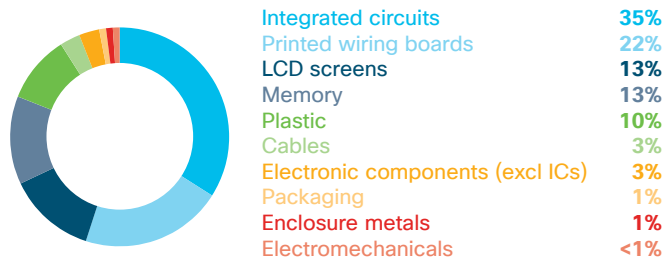 Integrated circuits 35%
Printed wiring boards 22%
LCD screens 13%
Memory 13%
Plastic 10%
Cables 3%
Electronic components (excl ICs) 3%
Packaging 1%
Enclosure metals 1%
Electromechanicals <1%